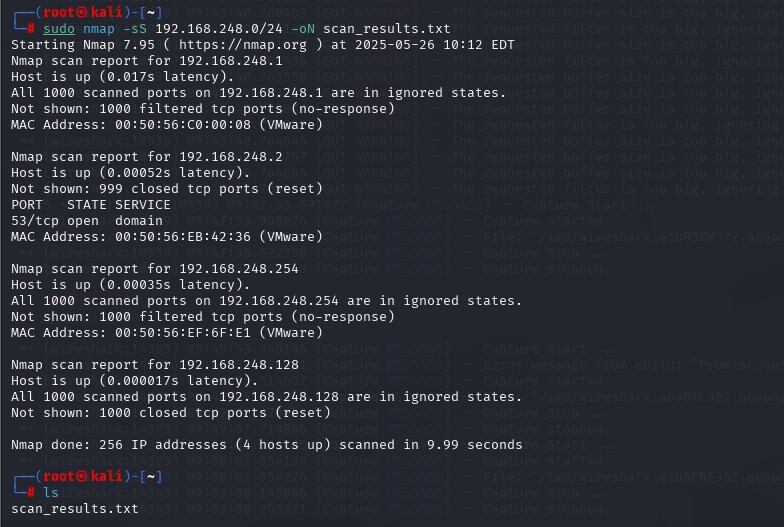 ┌──(root㉿kali)-[~]
└─# sudo nmap -sS 192.168.248.0/24 -oN scan_results.txt
Starting Nmap 7.95 ( https://nmap.org ) at 2025-05-26 10:12 EDT
Nmap scan report for 192.168.248.1
Host is up (0.017s latency).
All 1000 scanned ports on 192.168.248.1 are in ignored states.
Not shown: 1000 filtered tcp ports (no-response)
MAC Address: 00:50:56:C0:00:08 (VMware)

Nmap scan report for 192.168.248.2
Host is up (0.00052s latency).
Not shown: 999 closed tcp ports (reset)
PORT   STATE SERVICE
53/tcp open  domain
MAC Address: 00:50:56:EB:42:36 (VMware)

Nmap scan report for 192.168.248.254
Host is up (0.00035s latency).
All 1000 scanned ports on 192.168.248.254 are in ignored states.
Not shown: 1000 filtered tcp ports (no-response)
MAC Address: 00:50:56:EF:6F:E1 (VMware)

Nmap scan report for 192.168.248.128
Host is up (0.000017s latency).
All 1000 scanned ports on 192.168.248.128 are in ignored states.
Not shown: 1000 closed tcp ports (reset)

Nmap done: 256 IP addresses (4 hosts up) scanned in 9.99 seconds

┌──(root㉿kali)-[~]
└─# ls
scan_results.txt